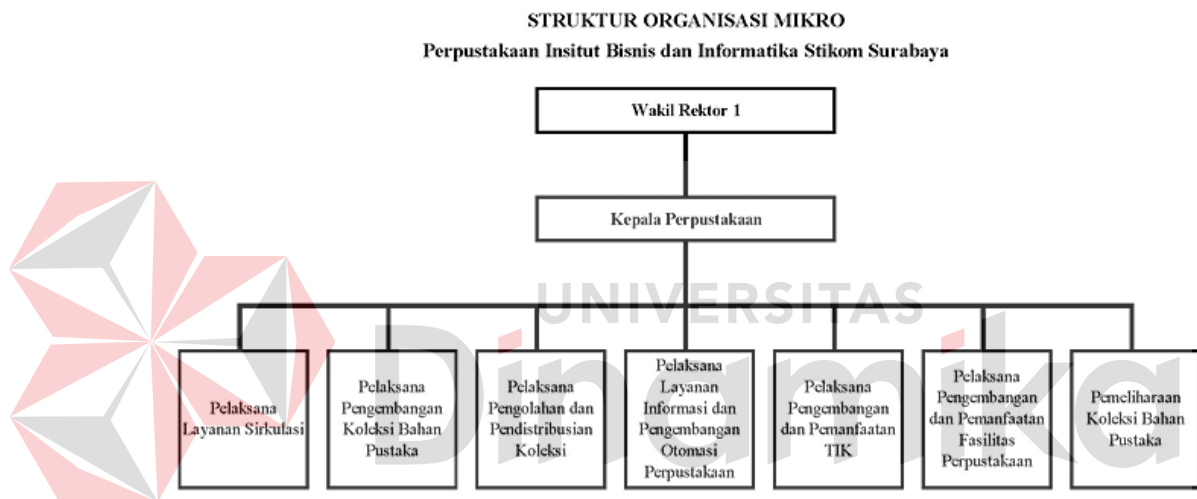 STRUKTUR ORGANISASI MIKRO
Perpustakaan Insitut Bisnis dan Informatika Stikom Surabaya
Wakil Rektor 1
Kepala Perpustakaan
UNIVERSITAS
Dinamika
Pelaksana
Layanan Sirkulasi
Pelaksana
Pengembangan
Koleksi Bahan
Pustaka
Pelaksana
Pengolahan dan
Pendistribusian
Koleksi
Pelaksana
Layanan
Informasi dan
Pengembangan
Otomasi
Perpustakaan
Pelaksana
Pengembangan
dan Pemanfaatan
TIK
Pelaksana
Pengembangan
dan Pemanfaatan
Fasilitas
Perpustakaan
Pemeliharaan
Koleksi Bahan
Pustaka